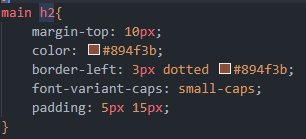 main h2{
margin-top: 10px;
color: #894f3b;
border-left: 3px dotted #894f3b;
font-variant-caps: small-caps;
padding: 5px 15px;
}